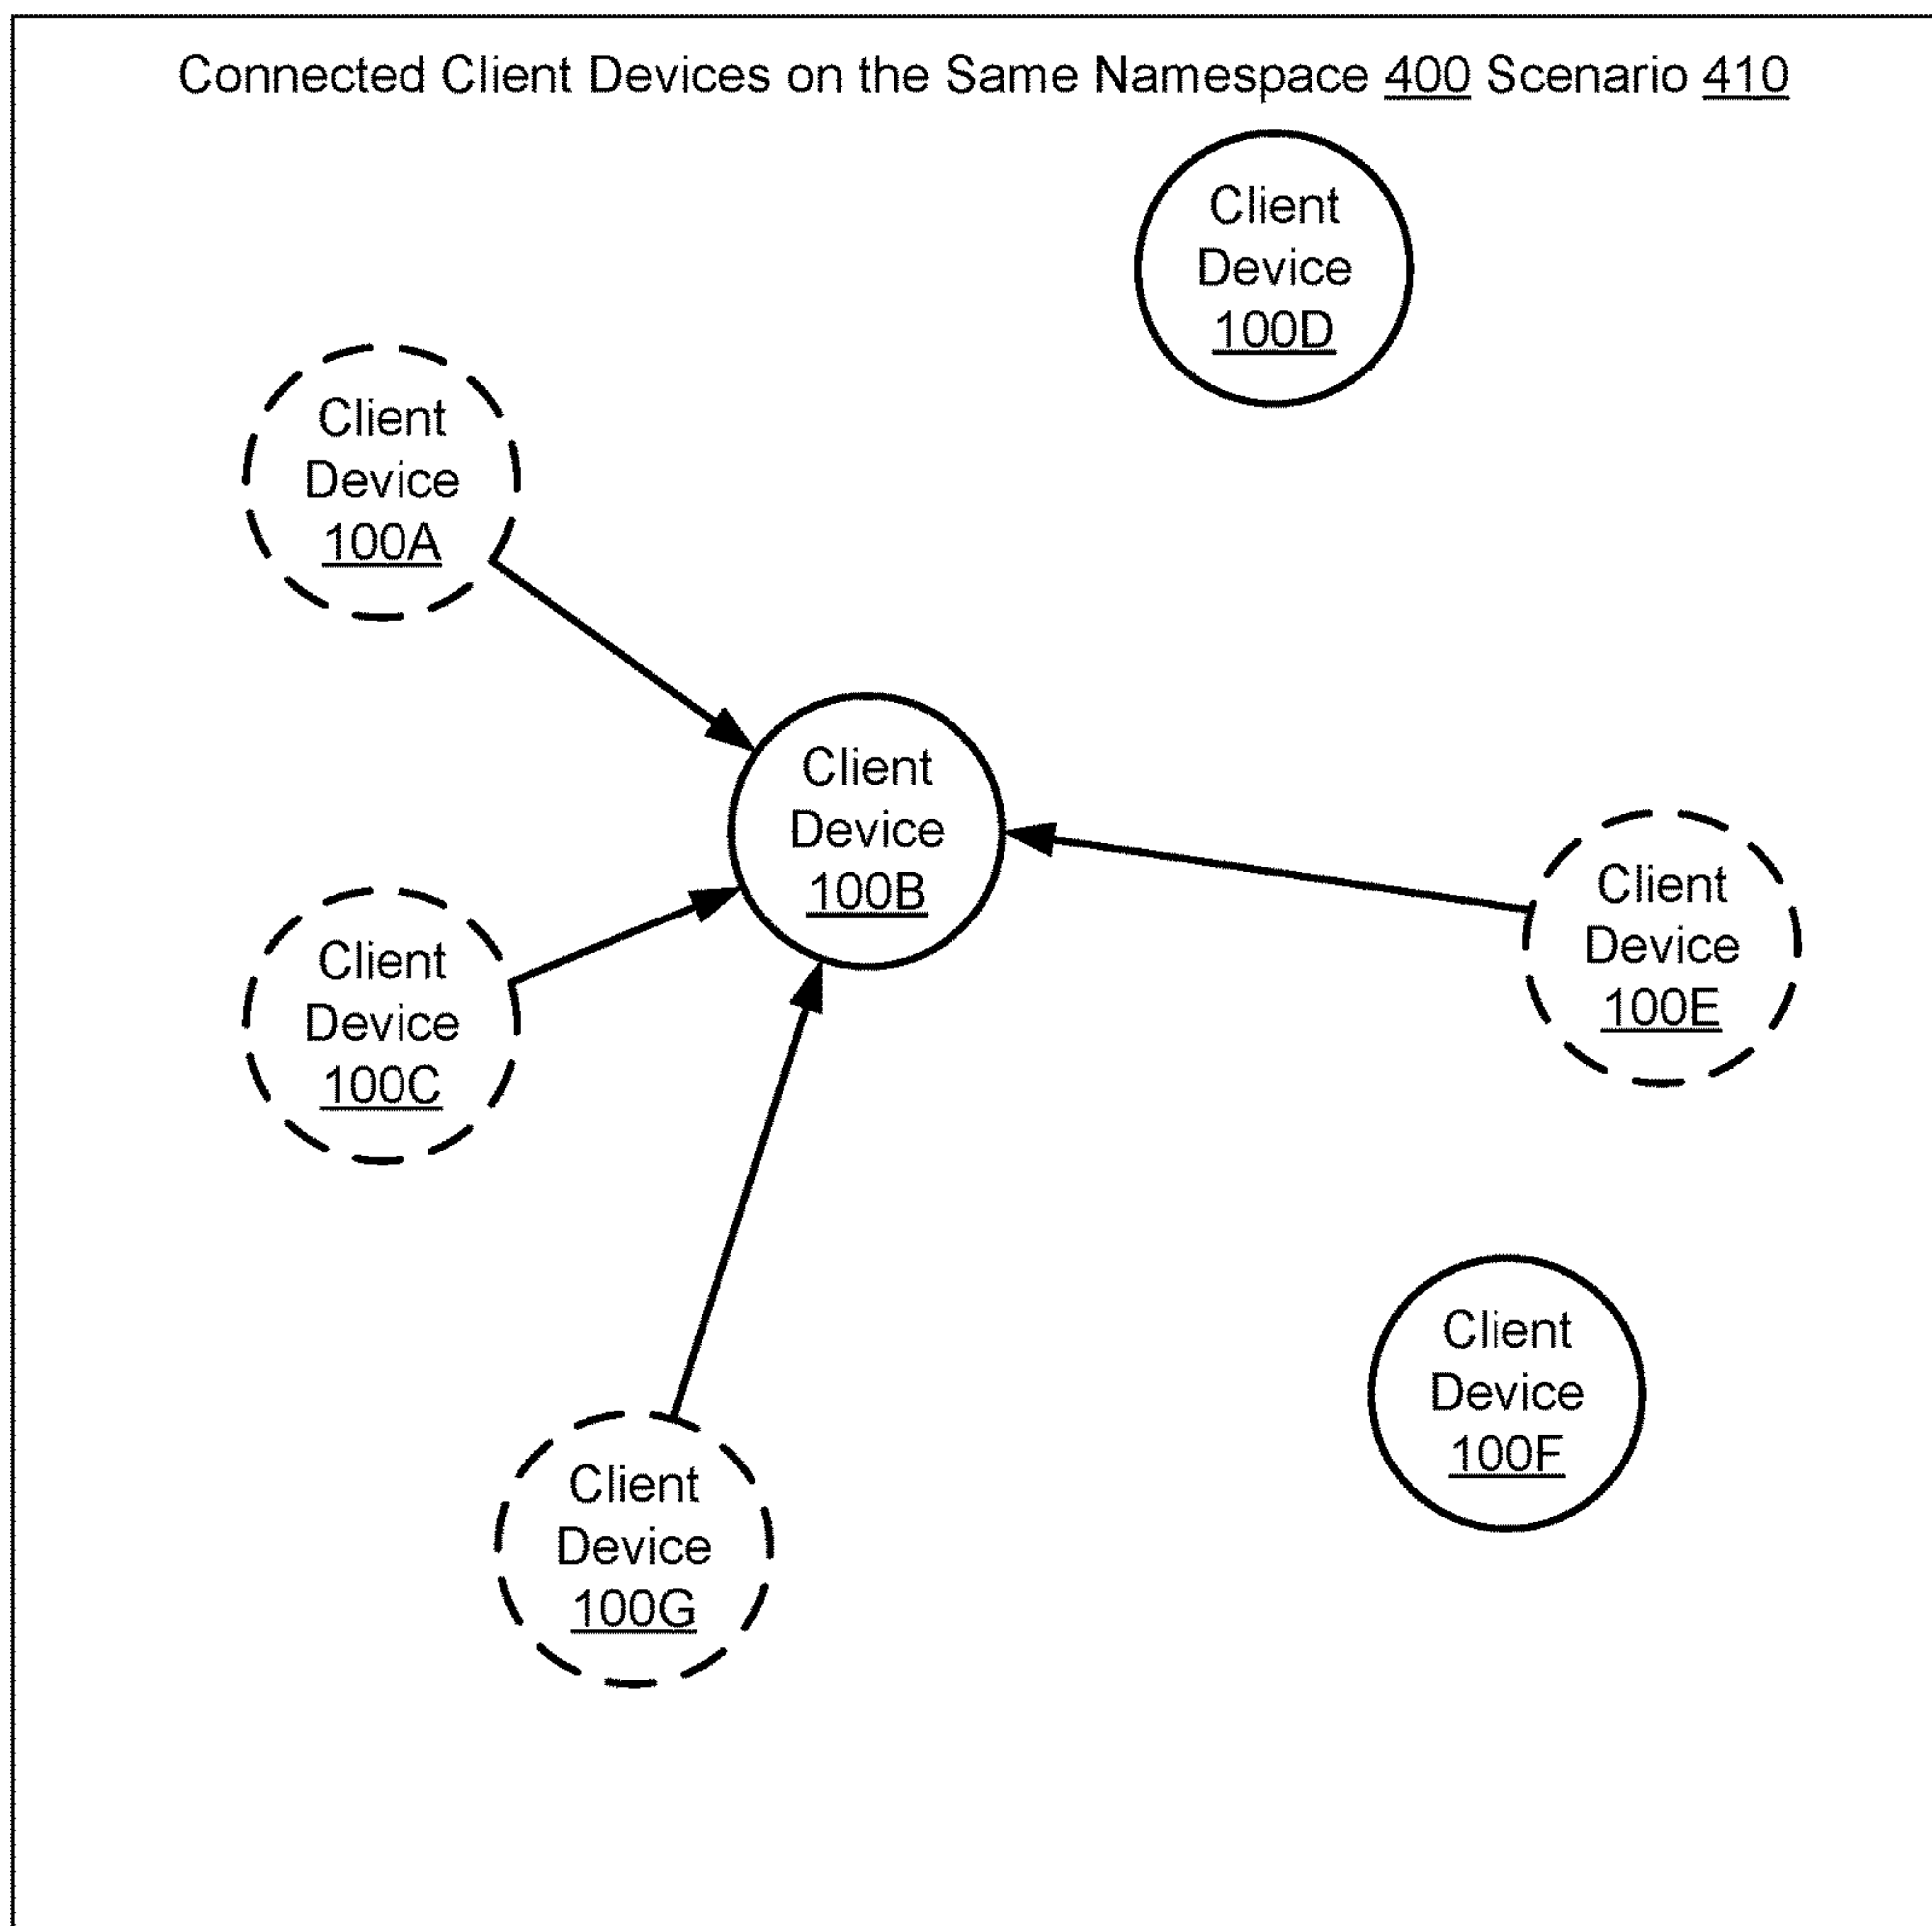 Connected Client Devices on the Same Namespace 400 Scenario 410
Client
Device
100D
Client
Device
100A
Client
Device
100B
Client
Device
100E
Client
Device
100C
Client
Device
100F
Client
Device
100G